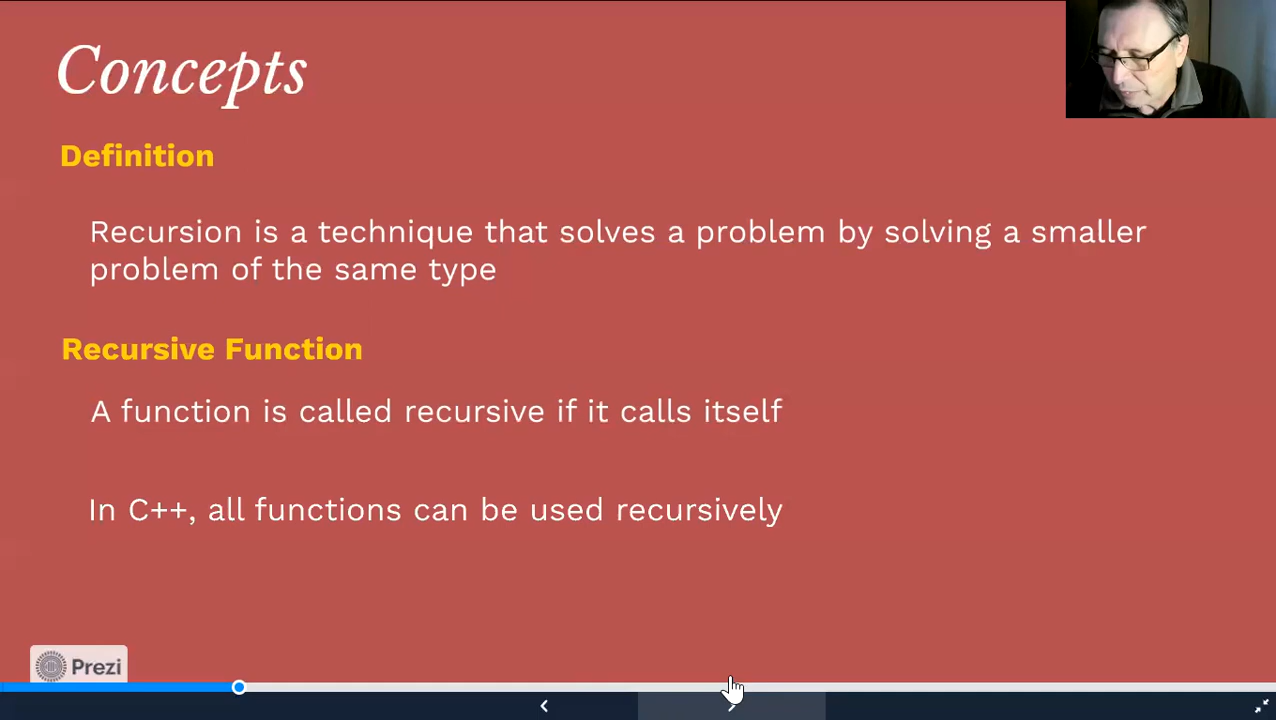 Concepts
Definition
Recursion is a technique that solves a problem by solving a smaller
problem of the same type
Recursive Function
A function is called recursive if it calls itself
In C++, all functions can be used recursively
Prezi